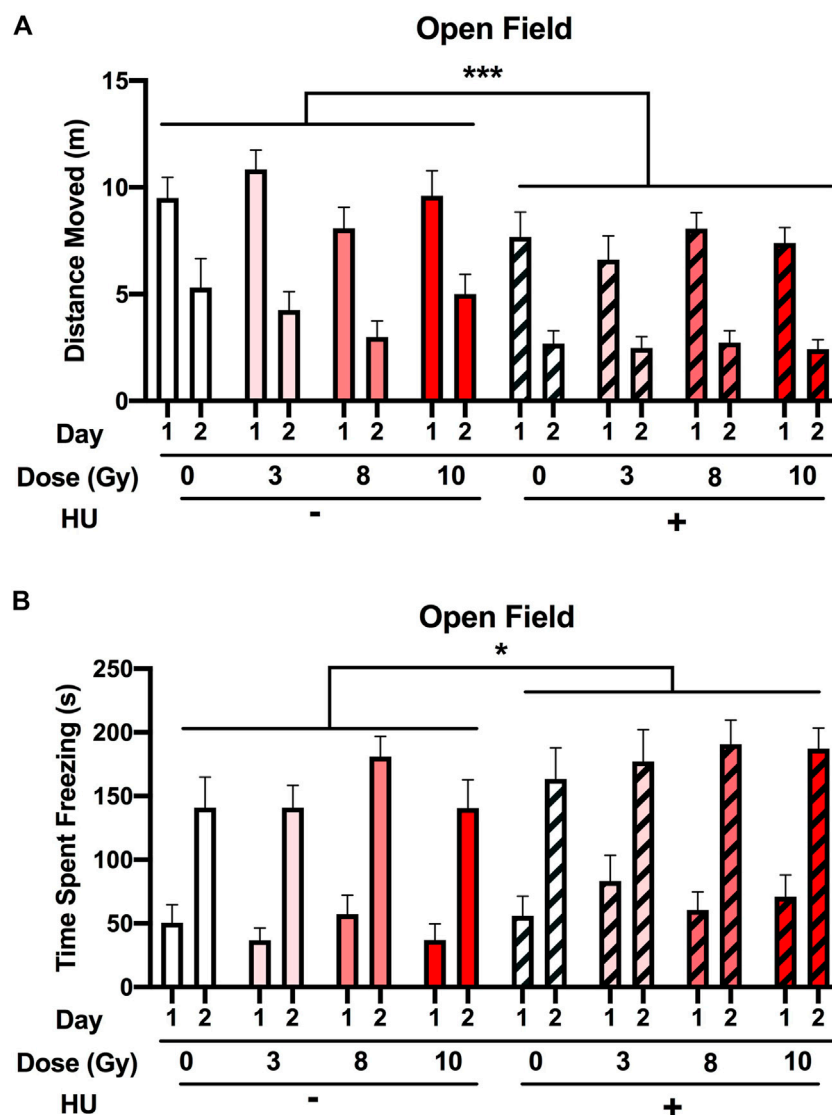 A
Open Field
***
15
10
5
0
Distance Moved (m)
Day 1 2 1 2 1 2 1 2 1 2 1 2 1 2 1 2
Dose (Gy) 0 3 8 10 0 3 8 10
HU - +
B
Open Field
*
250
200
150
100
50
0
Time Spent Freezing (s)
Day 1 2 1 2 1 2 1 2 1 2 1 2 1 2 1 2
Dose (Gy) 0 3 8 10 0 3 8 10
HU - +